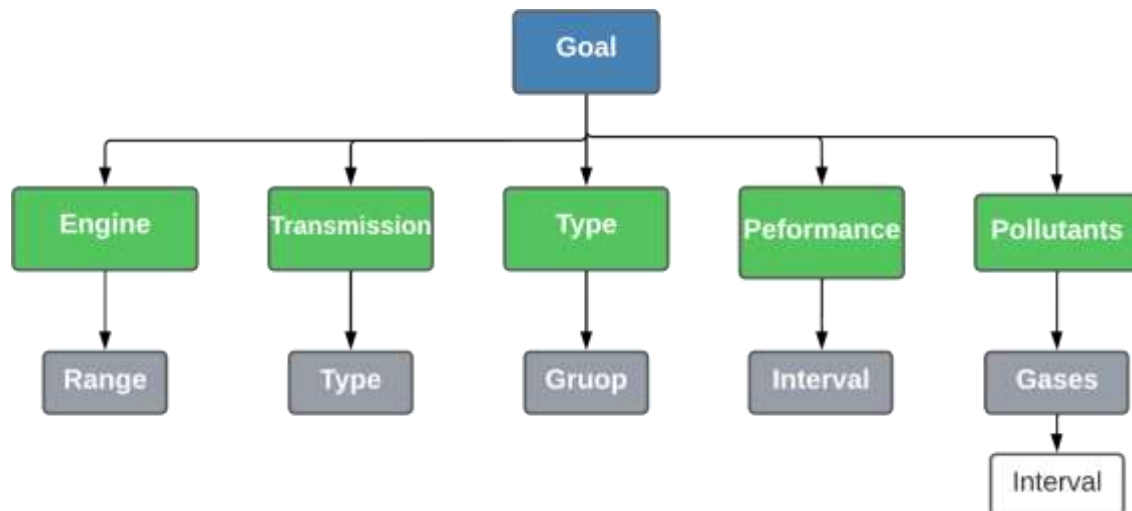 Goal
Engine
Transmission
Type
Peformance
Pollutants
Range
Type
Gruop
Interval
Gases
Interval